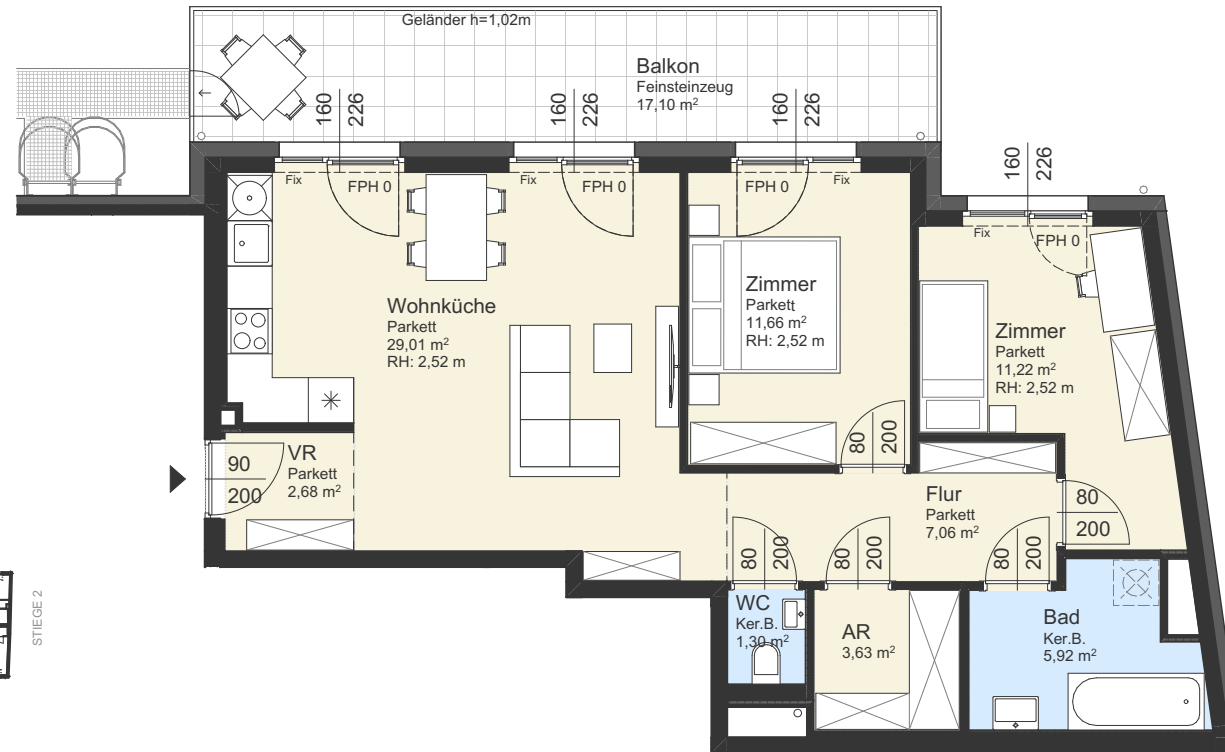 Geländer h=1,02m
Balkon
Feinsteinzeug
17,10 m²
160
226
160
226
160
226
160
226
Fix
FPH 0
Fix
FPH 0
FPH 0
Fix
Fix
FPH 0
Wohnküche
Parkett
29,01 m²
RH: 2,52 m
Zimmer
Parkett
11,66 m²
RH: 2,52 m
Zimmer
Parkett
11,22 m²
RH: 2,52 m
VR
Parkett
2,68 m²
90
200
80
200
Flur
Parkett
7,06 m²
80
200
80
200
80
200
80
200
WC
Ker.B.
1,30 m²
AR
3,63 m²
Bad
Ker.B.
5,92 m²
STIEGE 2